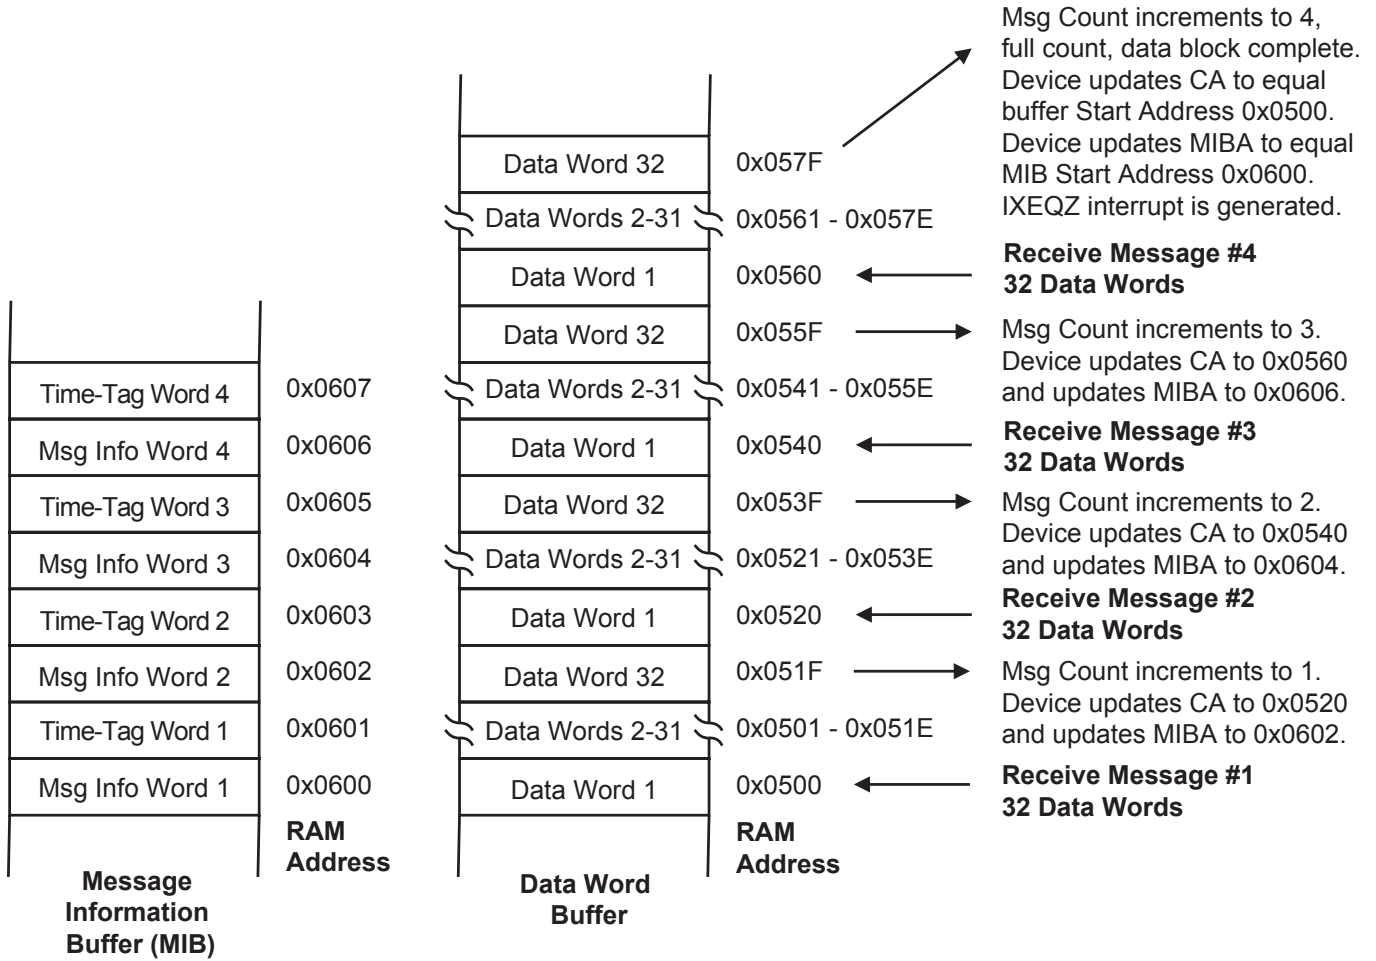 Msg Count increments to 4,
full count, data block complete.
Device updates CA to equal
buffer Start Address 0x0500.
Device updates MIBA to equal
MIB Start Address 0x0600.
IXEQZ interrupt is generated.
Data Word 32
0x057F
Data Words 2-31
0x0561 - 0x057E
Receive Message #4
32 Data Words
Data Word 1
0x0560
Data Word 32
0x055F
Msg Count increments to 3.
Device updates CA to 0x0560
and updates MIBA to 0x0606.
Time-Tag Word 4
0x0607
Data Words 2-31
0x0541 - 0x055E
Msg Info Word 4
0x0606
Data Word 1
0x0540
Receive Message #3
32 Data Words
Time-Tag Word 3
0x0605
Data Word 32
0x053F
Msg Count increments to 2.
Device updates CA to 0x0540
and updates MIBA to 0x0604.
Msg Info Word 3
0x0604
Data Words 2-31
0x0521 - 0x053E
Time-Tag Word 2
0x0603
Data Word 1
0x0520
Receive Message #2
32 Data Words
Msg Info Word 2
0x0602
Data Word 32
0x051F
Msg Count increments to 1.
Device updates CA to 0x0520
and updates MIBA to 0x0602.
Time-Tag Word 1
0x0601
Data Words 2-31
0x0501 - 0x051E
Msg Info Word 1
0x0600
Data Word 1
0x0500
Receive Message #1
32 Data Words
RAM
Address
RAM
Address
Message
Information
Buffer (MIB)
Data Word
Buffer